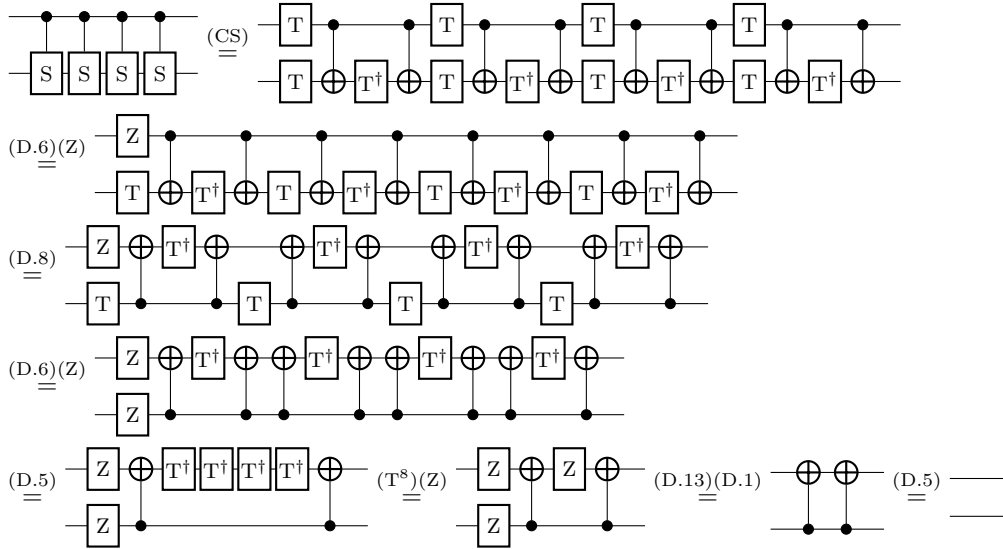 (CS)
=
T T T T
S S S S
T T† T T† T T† T T†
(D.6)(Z)
=
Z
T T† T T† T T† T T†
(D.8)
=
Z T† T† T† T†
T T T T
(D.6)(Z)
=
Z T† T† T† T†
Z
(D.5)
=
Z T† T† T† T†
(T⁸)(Z)
=
Z Z
(D.13)(D.1)
=
(D.5)
=
Z
Z